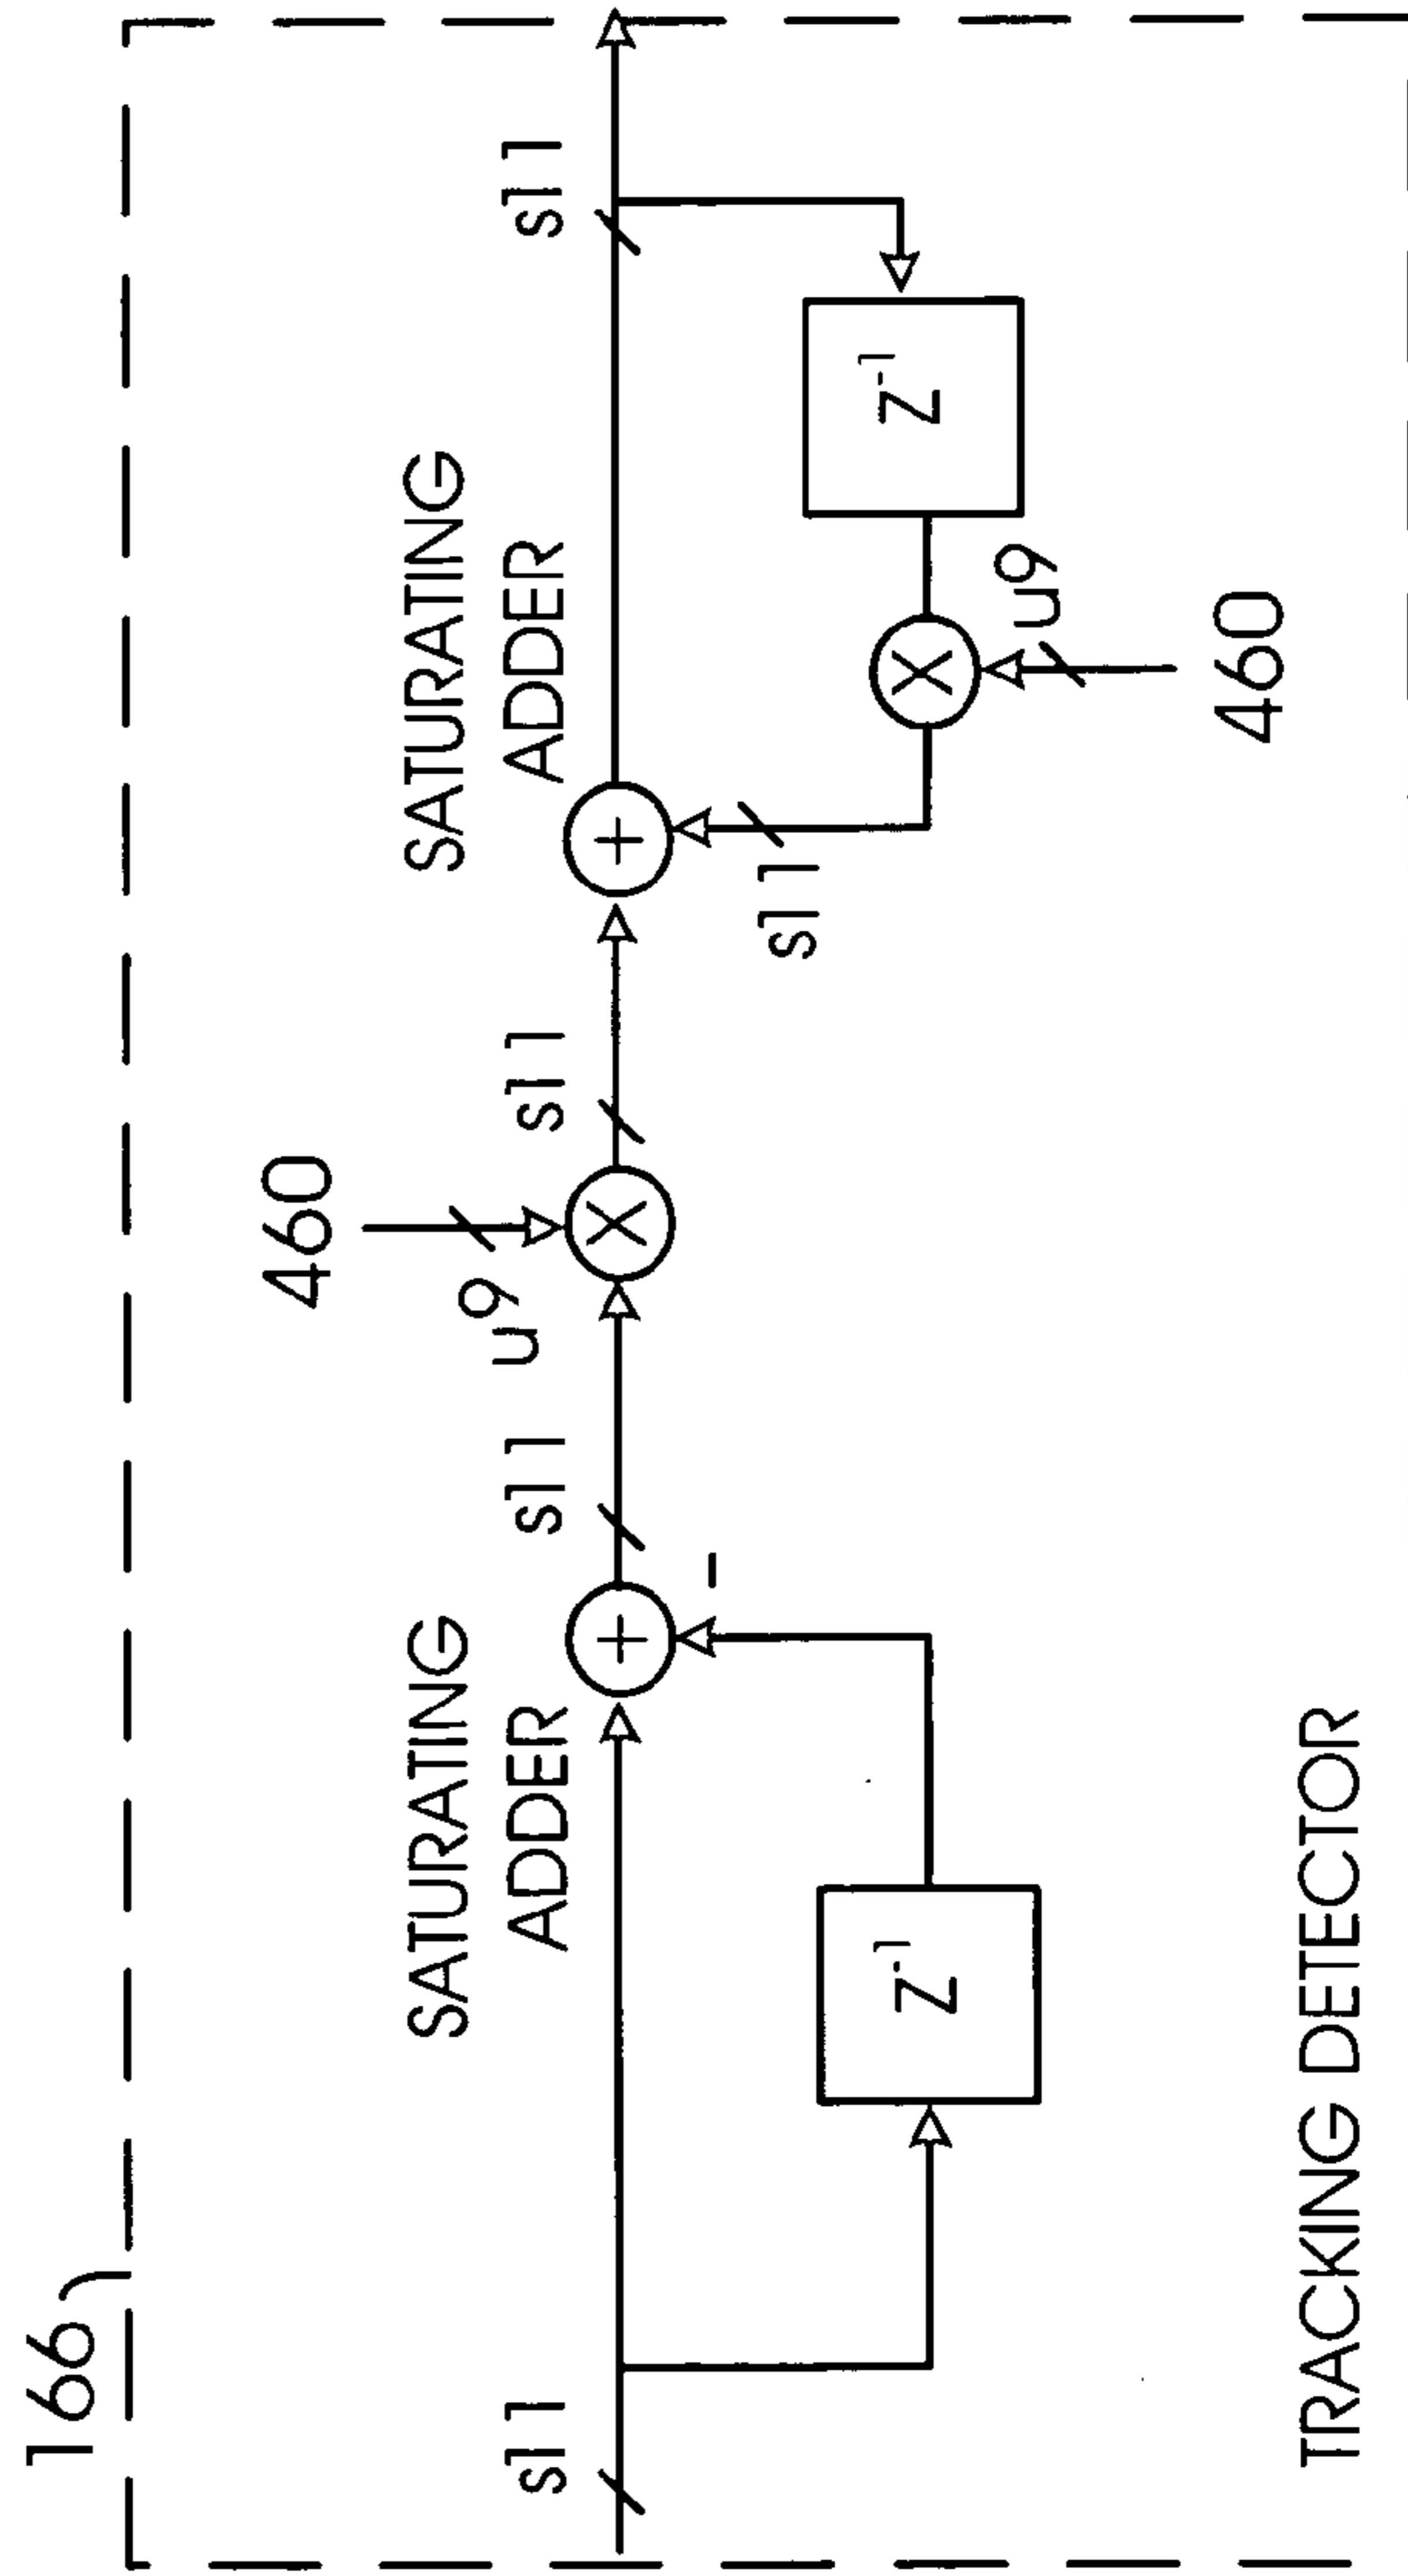 166
s11
SATURATING
ADDER
-
+
Z-1
s11
460
u9
X
s11
SATURATING
ADDER
+
s11
X
u9
460
Z-1
s11
TRACKING DETECTOR